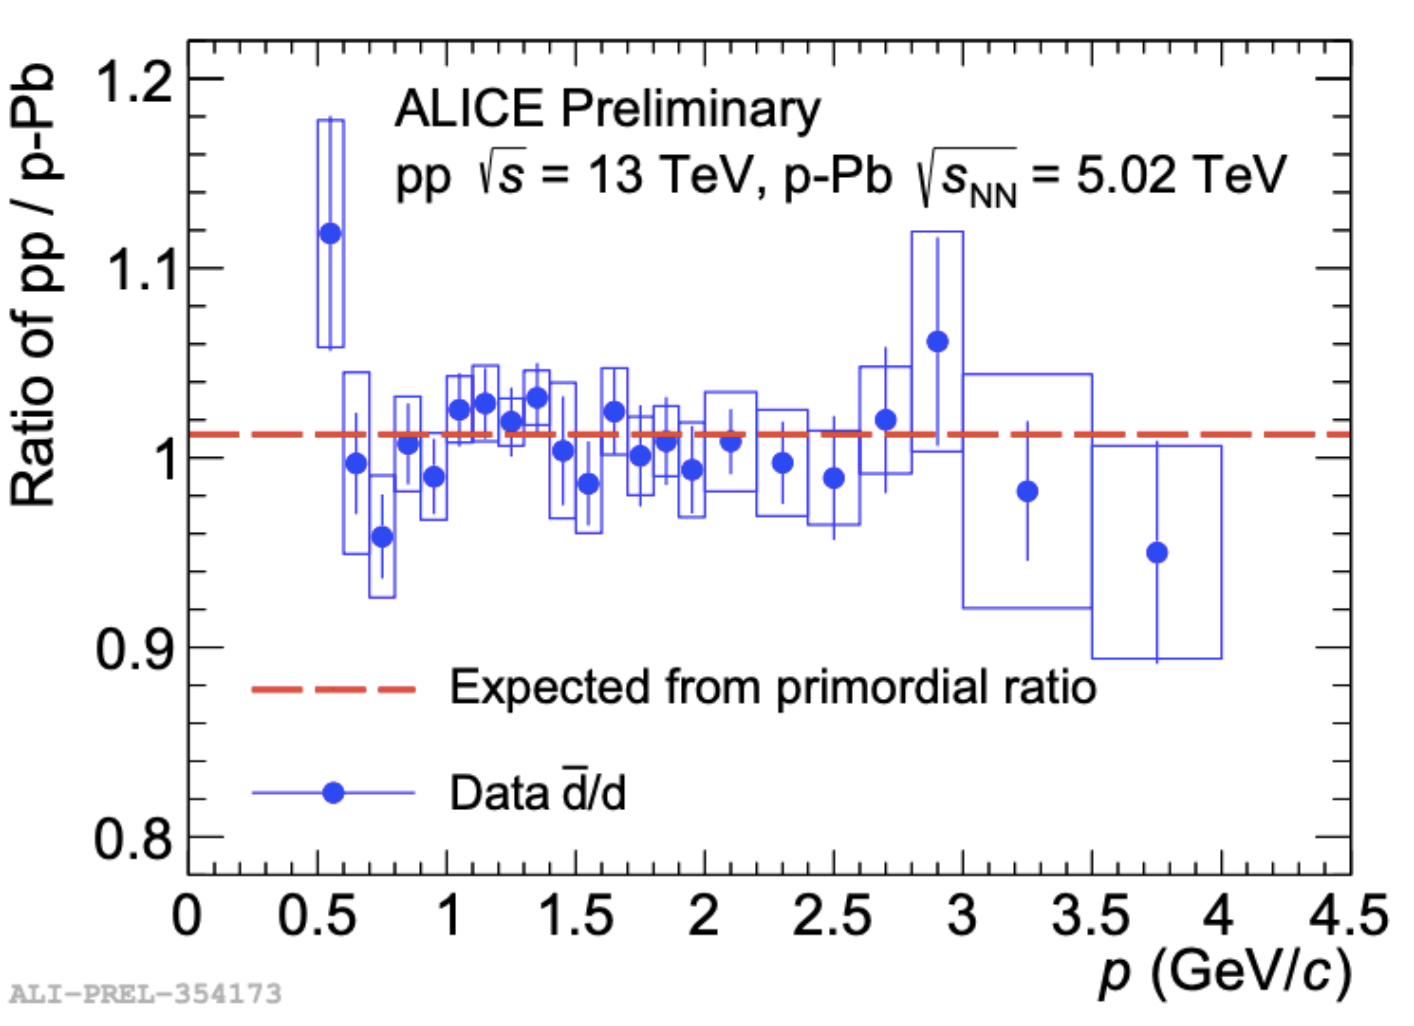 Ratio of pp / p-Pb
1.2
1.1
1
0.9
0.8
ALICE Preliminary
pp √s = 13 TeV, p-Pb √sNN = 5.02 TeV
Expected from primordial ratio
Data d̅/d
0 0.5 1 1.5 2 2.5 3 3.5 4 4.5
p (GeV/c)
ALI-PREL-354173